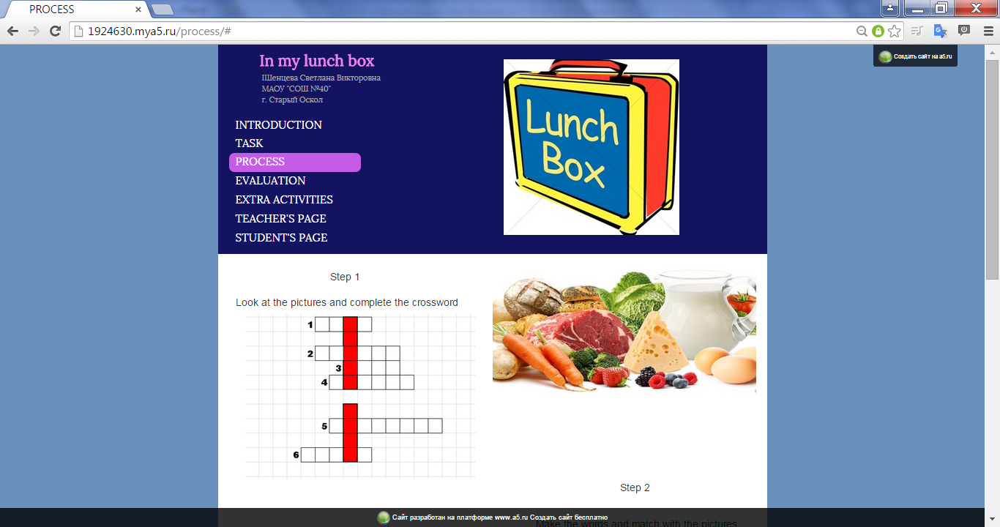 PROCESS
1924630.mya5.ru/process/#
Создать сайт на a5.ru
In my lunch box
IШенцева Светлана Викторовна
МАОУ "СОШ №40"
г. Старый Оскол
INTRODUCTION
TASK
PROCESS
EVALUATION
EXTRA ACTIVITIES
TEACHER'S PAGE
STUDENT'S PAGE
Lunch
Box
Step 1
Look at the pictures and complete the crossword
1
2
3
4
5
6
Step 2
Make the words and match with the pictures
Сайт разработан на платформе www.a5.ru Создать сайт бесплатно